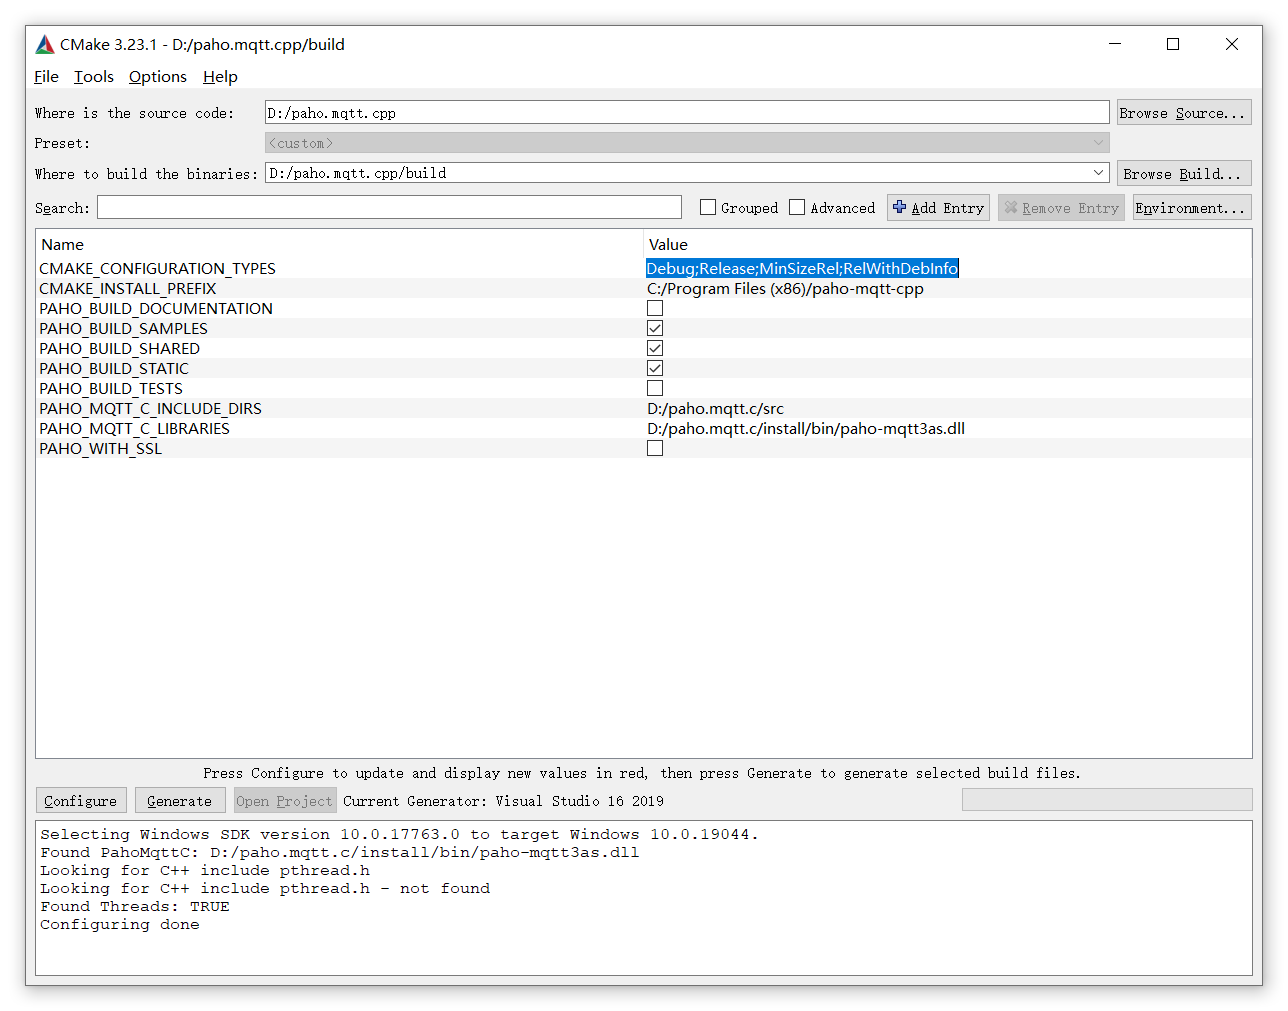 CMake 3.23.1 - D:/paho.mqtt.cpp/build
File Tools Options Help
Where is the source code: D:/paho.mqtt.cpp Browse Source...
Preset: <custom>
Where to build the binaries: D:/paho.mqtt.cpp/build Browse Build...
Search: Grouped Advanced Add Entry Remove Entry Environment...
Name Value
CMAKE_CONFIGURATION_TYPES Debug;Release;MinSizeRel;RelWithDebInfo
CMAKE_INSTALL_PREFIX C:/Program Files (x86)/paho-mqtt-cpp
PAHO_BUILD_DOCUMENTATION
PAHO_BUILD_SAMPLES
PAHO_BUILD_SHARED
PAHO_BUILD_STATIC
PAHO_BUILD_TESTS
PAHO_MQTT_C_INCLUDE_DIRS D:/paho.mqtt.c/src
PAHO_MQTT_C_LIBRARIES D:/paho.mqtt.c/install/bin/paho-mqtt3as.dll
PAHO_WITH_SSL
Press Configure to update and display new values in red, then press Generate to generate selected build files.
Configure Generate Open Project Current Generator: Visual Studio 16 2019
Selecting Windows SDK version 10.0.17763.0 to target Windows 10.0.19044.
Found PahoMqttC: D:/paho.mqtt.c/install/bin/paho-mqtt3as.dll
Looking for C++ include pthread.h
Looking for C++ include pthread.h - not found
Found Threads: TRUE
Configuring done